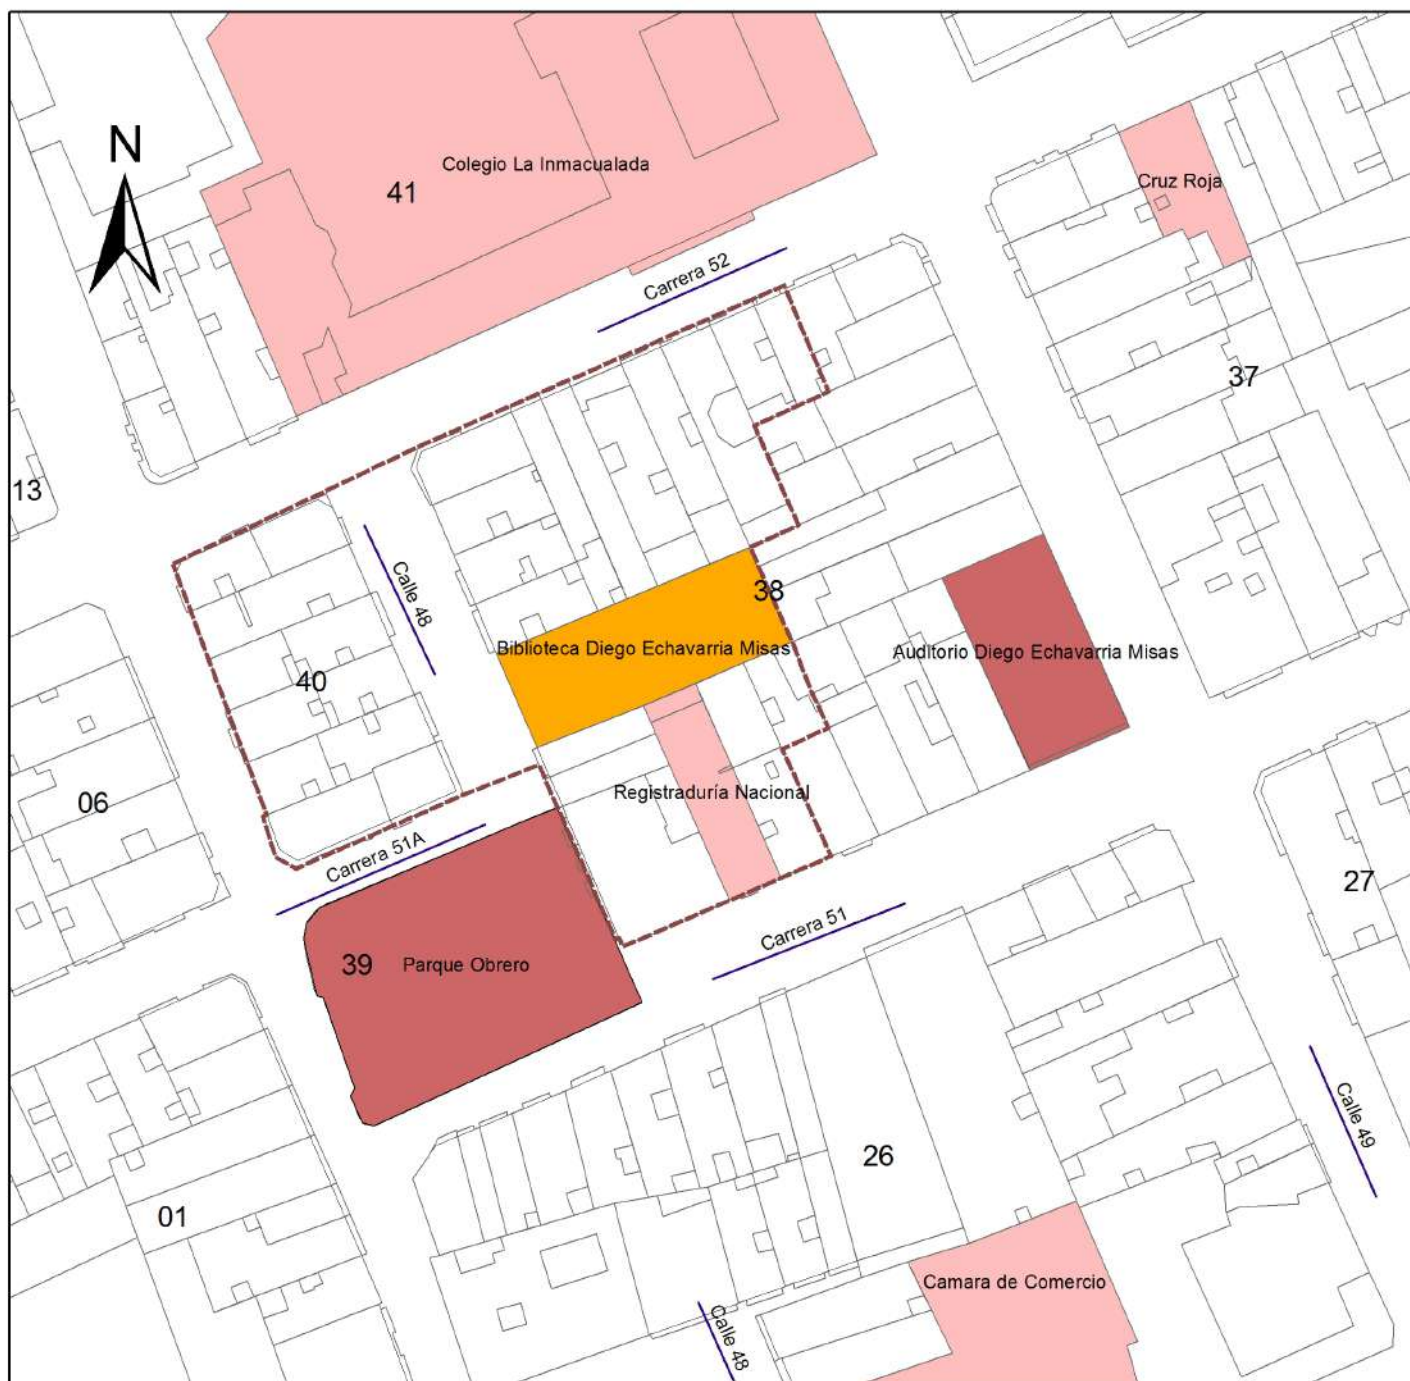 N
Colegio La Inmacualada
41
Cruz Roja
Carrera 52
37
13
Calle 48
38
Biblioteca Diego Echavarria Misas
Auditorio Diego Echavarria Misas
40
06
Registraduría Nacional
Carrera 51A
27
Carrera 51
39
Parque Obrero
Calle 49
26
01
Camara de Comercio
Calle 48